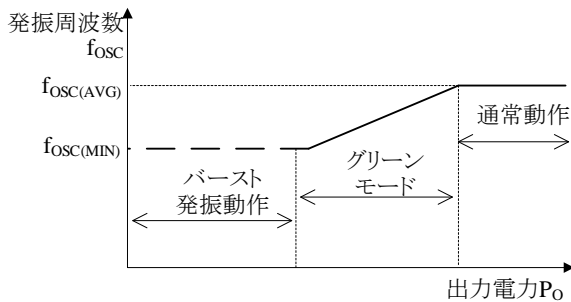 発振周波数
fOSC
fOSC(AVG)
通常動作
fOSC(MIN)
グリーン
モード
バースト
発振動作
出力電力PO